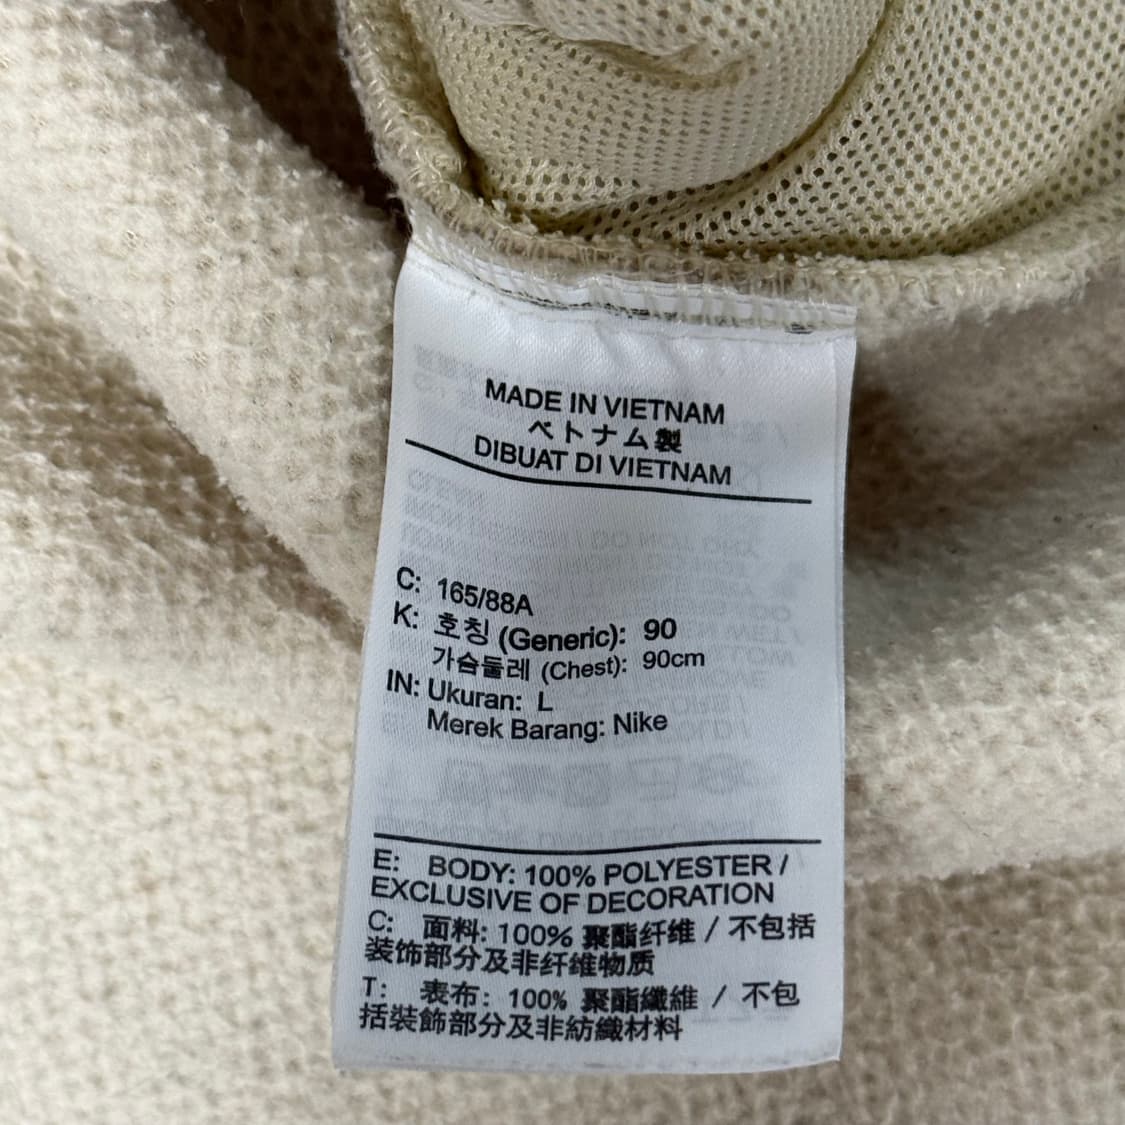 MADE IN VIETNAM
ベトナム製
DIBUAT DI VIETNAM
C: 165/88A
K: 호칭 (Generic): 90
가슴둘레 (Chest): 90cm
IN: Ukuran: L
Merek Barang: Nike
E: BODY: 100% POLYESTER /
EXCLUSIVE OF DECORATION
C: 面料: 100% 聚酯纤维 / 不包括
装饰部分及非纤维物质
T: 表布: 100% 聚酯纖維 / 不包
括裝飾部分及非紡織材料